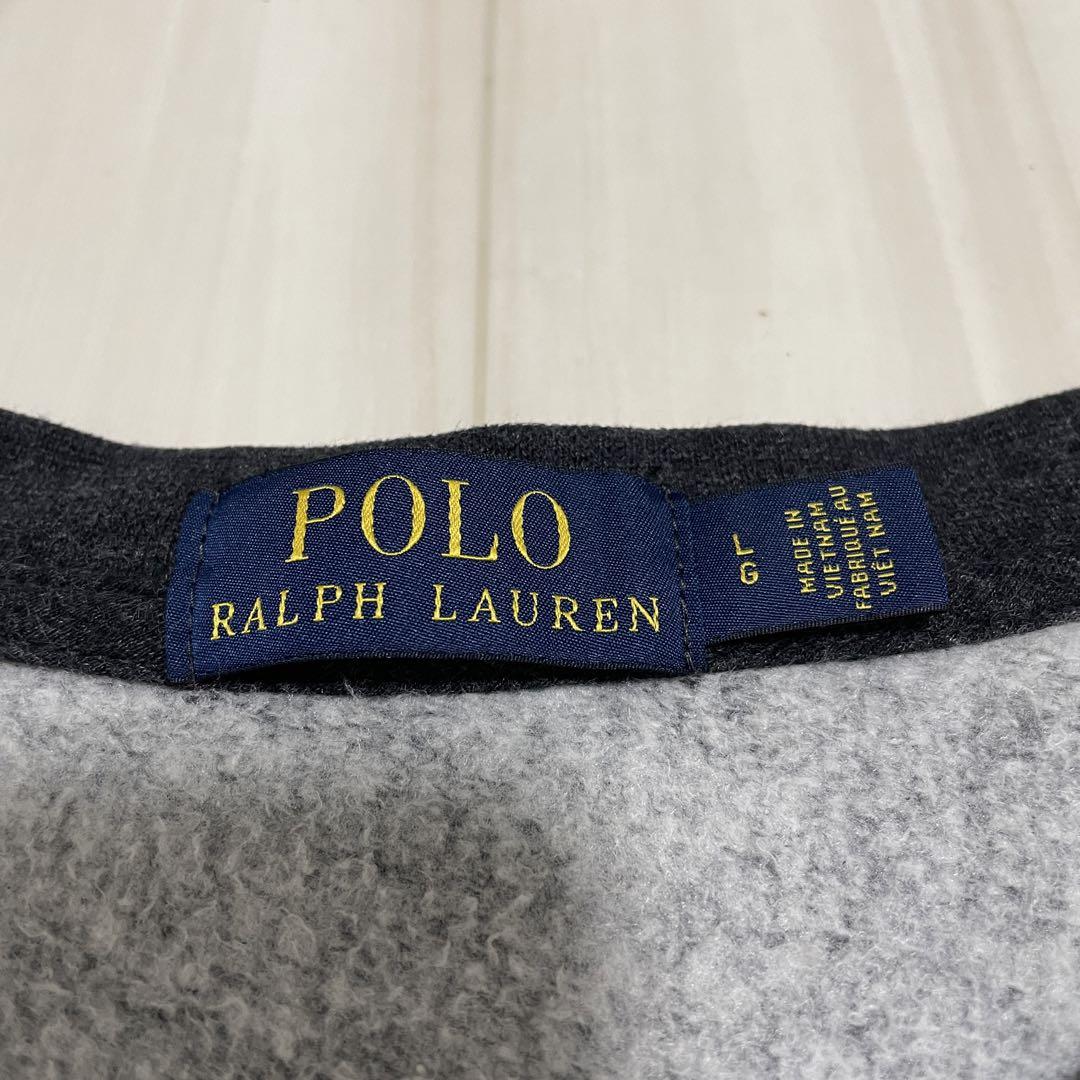 POLO
RALPH LAUREN
L
G
MADE IN
VIETNAM
FABRIQUÉ AU
VIÊT NAM